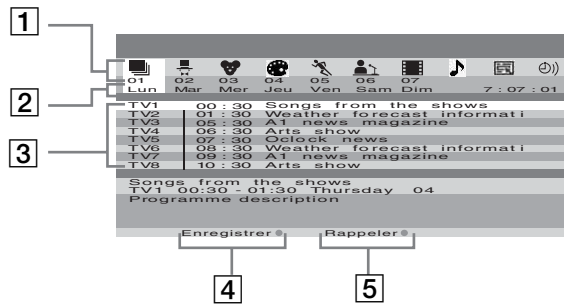 1
01 02 03 04 05 06 07
2
Lun Mar Mer Jeu Ven Sam Dim 7 : 07 : 01
TV1 00 : 30 Songs from the shows
TV2 01 : 30 Weather forecast informati
TV3 05 : 30 A1 news magazine
3
TV4 06 : 30 Arts show
TV5 07 : 30 Oclock news
TV6 08 : 30 Weather forecast informati
TV7 09 : 30 A1 news magazine
TV8 10 : 30 Arts show
Songs from the shows
TV1 00:30 - 01:30 Thursday 04
Programme description
Enregistrer Rappeler
4 5